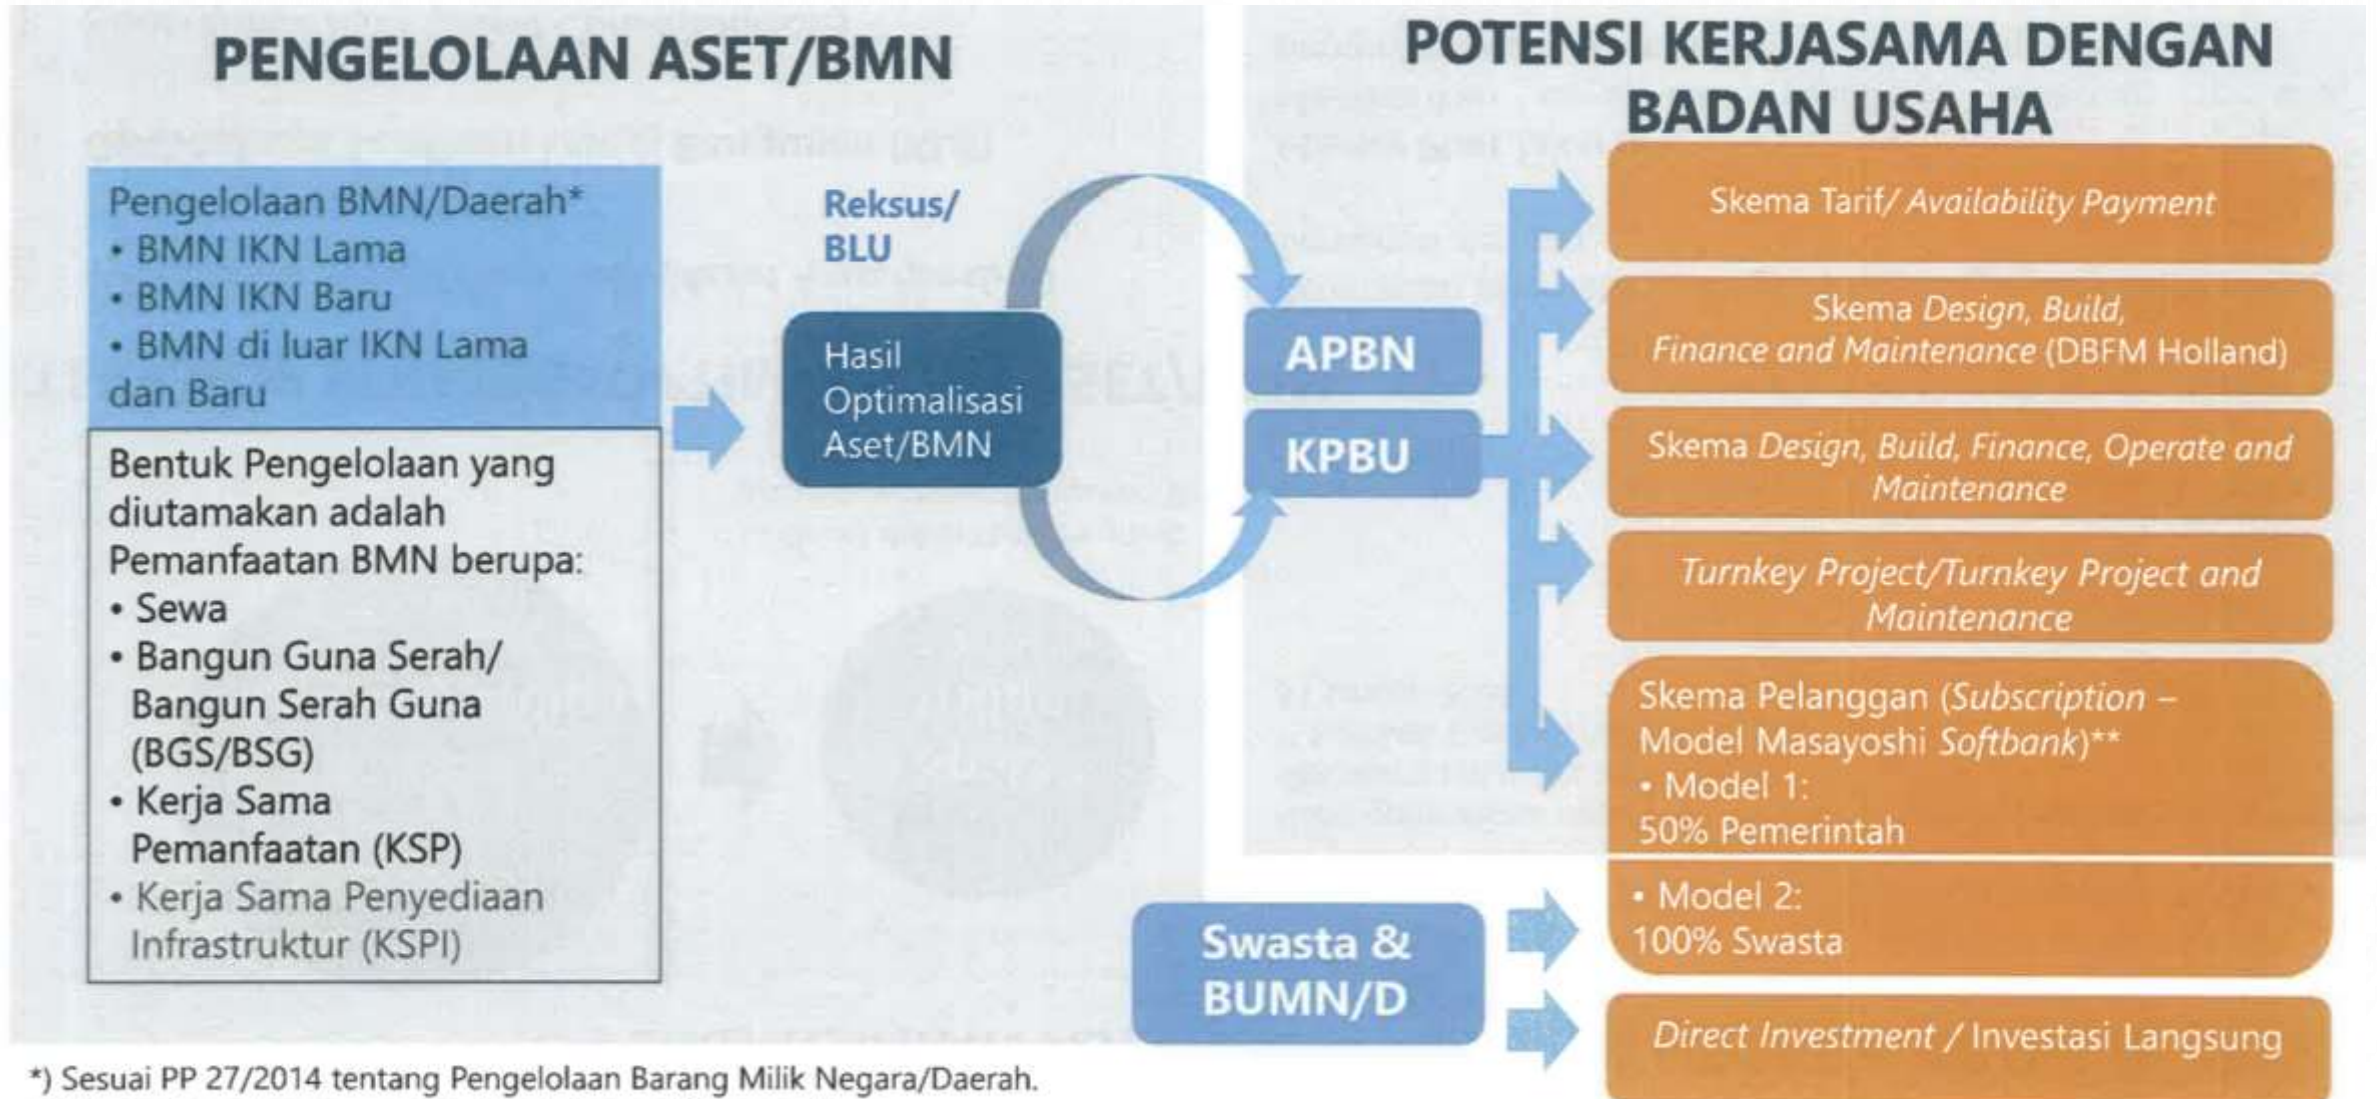 PENGELOLAAN ASET/BMN
Pengelolaan BMN/Daerah*
• BMN IKN Lama
• BMN IKN Baru
• BMN di luar IKN Lama
dan Baru
Bentuk Pengelolaan yang
diutamakan adalah
Pemanfaatan BMN berupa:
• Sewa
• Bangun Guna Serah/
Bangun Serah Guna
(BGS/BSG)
• Kerja Sama
Pemanfaatan (KSP)
• Kerja Sama Penyediaan
Infrastruktur (KSPI)
Reksus/
BLU
Hasil
Optimalisasi
Aset/BMN
APBN
KPBU
Swasta &
BUMN/D
POTENSI KERJASAMA DENGAN
BADAN USAHA
Skema Tarif/ Availability Payment
Skema Design, Build,
Finance and Maintenance (DBFM Holland)
Skema Design, Build, Finance, Operate and
Maintenance
Turnkey Project/Turnkey Project and
Maintenance
Skema Pelanggan (Subscription –
Model Masayoshi Softbank)**
• Model 1:
50% Pemerintah
• Model 2:
100% Swasta
Direct Investment / Investasi Langsung
*) Sesuai PP 27/2014 tentang Pengelolaan Barang Milik Negara/Daerah.